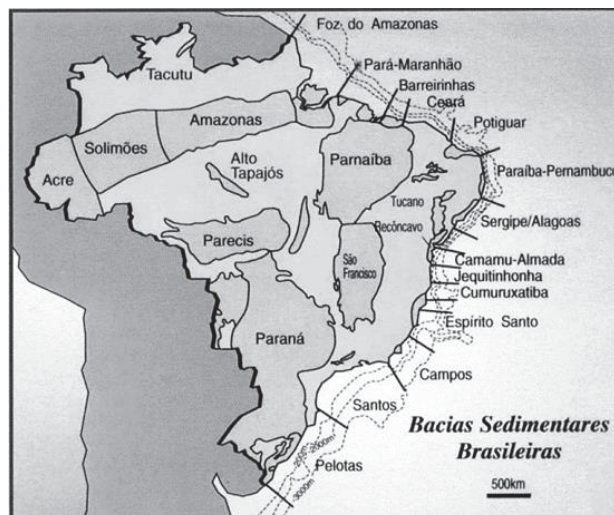 Foz do Amazonas
Tacutu
Pará-Maranhão
Barreirinhas
Ceará
Amazonas
Potiguar
Solimões
Alto
Tapajós
Parnaíba
Acre
Paraíba-Pernambuco
Tucano
Sergipe/Alagoas
Recôncavo
Parecis
São
Francisco
Camamu-Almada
Jequitinhonha
Cumuruxatiba
Espírito Santo
Paraná
Campos
Santos
Bacias Sedimentares
Brasileiras
Pelotas
2000m
3000m
500km